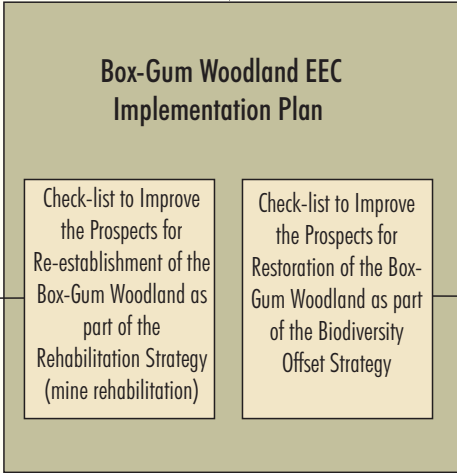 Box-Gum Woodland EEC
Implementation Plan
Check-list to Improve
the Prospects for
Re-establishment of the
Box-Gum Woodland as
part of the
Rehabilitation Strategy
(mine rehabilitation)
Check-list to Improve
the Prospects for
Restoration of the Box-
Gum Woodland as part
of the Biodiversity
Offset Strategy